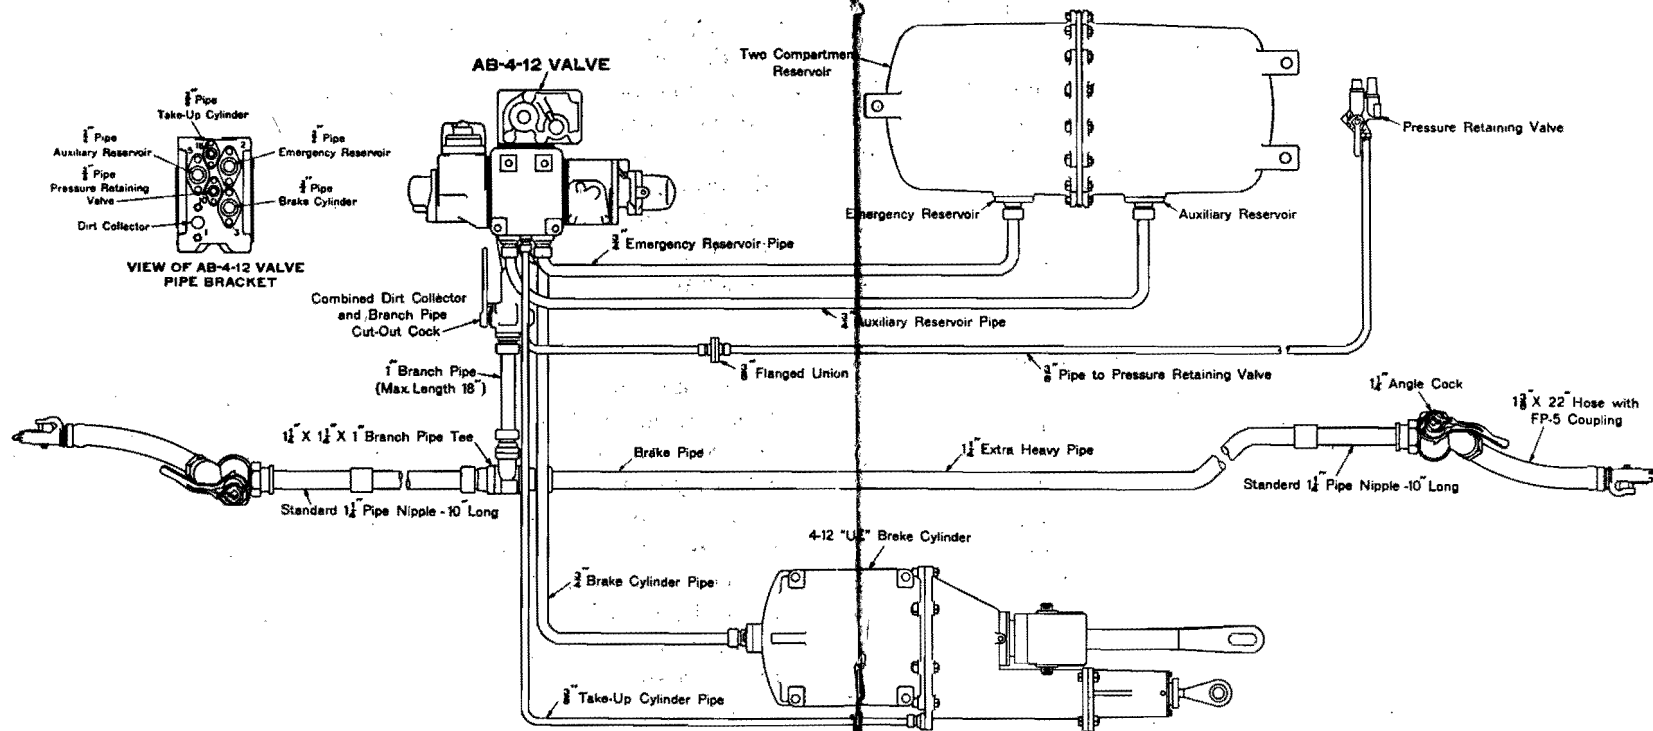 AB-4-12 VALVE
Two Compartment
Reservoir
Pressure Retaining Valve
3/8" Pipe
Take-Up Cylinder
3/4" Pipe
Auxiliary Reservoir
3/4" Pipe
Emergency Reservoir
3/8" Pipe
Pressure Retaining
Valve
3/4" Pipe
Brake Cylinder
Dirt Collector
2
5
3
1
VIEW OF AB-4-12 VALVE
PIPE BRACKET
Emergency Reservoir
Auxiliary Reservoir
3/4" Emergency Reservoir Pipe
Combined Dirt Collector
and Branch Pipe
Cut-Out Cock
3/4" Auxiliary Reservoir Pipe
1" Branch Pipe
(Max. Length 18")
3/8" Flanged Union
3/8" Pipe to Pressure Retaining Valve
1 1/4" Angle Cock
1 3/8" X 22" Hose with
FP-5 Coupling
1 1/4" X 1 1/4" X 1" Branch Pipe Tee
Brake Pipe
1 1/4" Extra Heavy Pipe
Standard 1 1/4" Pipe Nipple - 10" Long
Standard 1 1/4" Pipe Nipple - 10" Long
4-12 Brake Cylinder
3/4" Brake Cylinder Pipe
3/8" Take-Up Cylinder Pipe